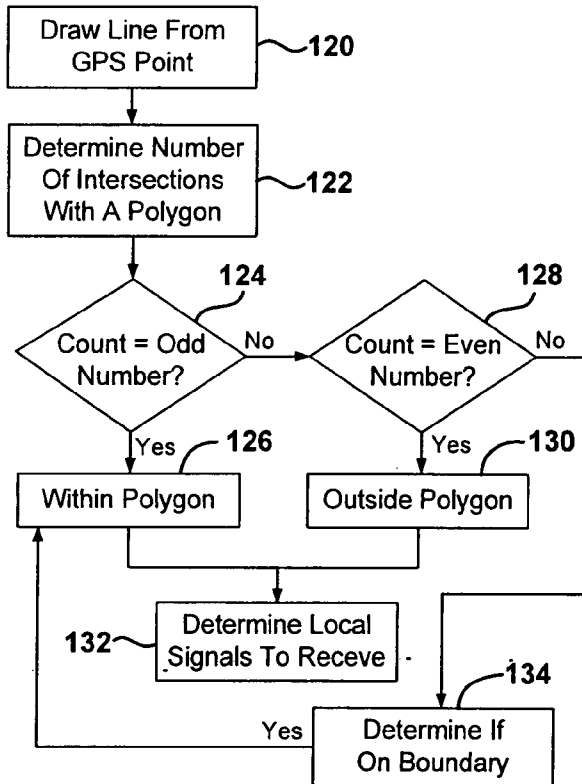 Draw Line From
GPS Point
120
Determine Number
Of Intersections
With A Polygon
122
124
Count = Odd
Number?
No
128
Count = Even
Number?
No
Yes
126
Within Polygon
Yes
130
Outside Polygon
132
Determine Local
Signals To Receve
134
Yes
Determine If
On Boundary